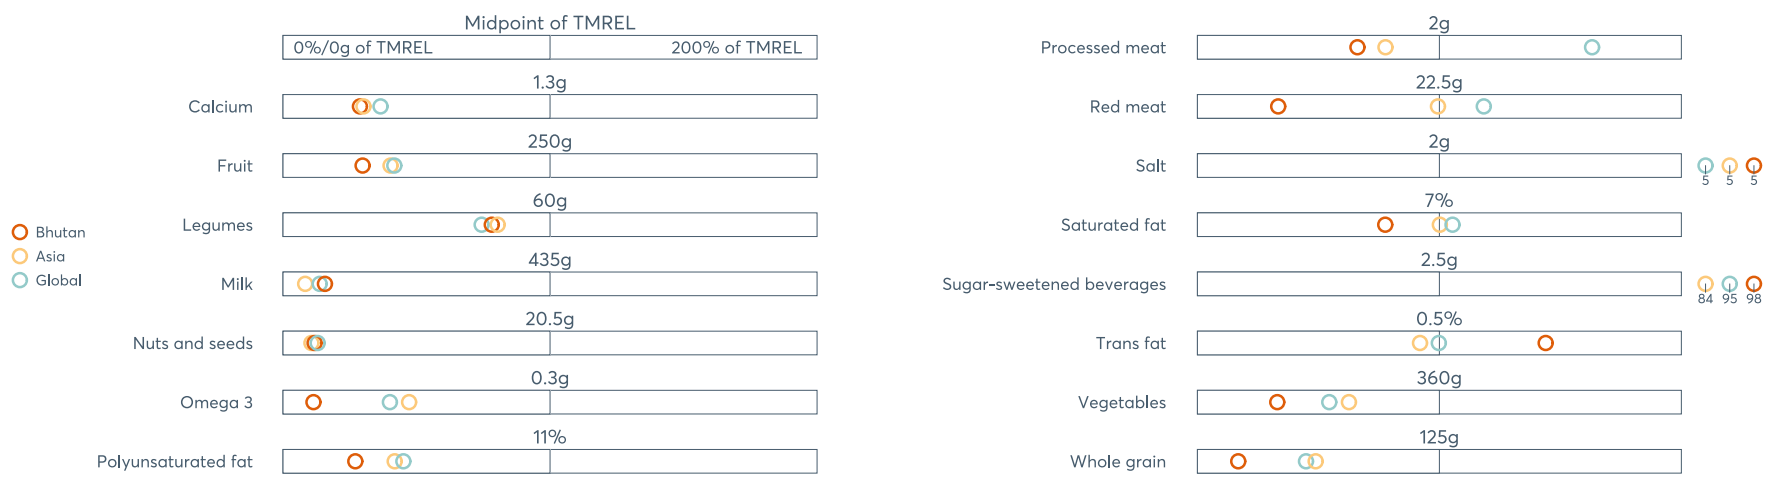 Midpoint of TMREL
0%/0g of TMREL 200% of TMREL
1.3g
Calcium
250g
Fruit
60g
Legumes
435g
Milk
20.5g
Nuts and seeds
0.3g
Omega 3
11%
Polyunsaturated fat
Bhutan
Asia
Global
2g
Processed meat
22.5g
Red meat
2g
Salt
5 5 5
7%
Saturated fat
2.5g
Sugar-sweetened beverages
84 95 98
0.5%
Trans fat
360g
Vegetables
125g
Whole grain